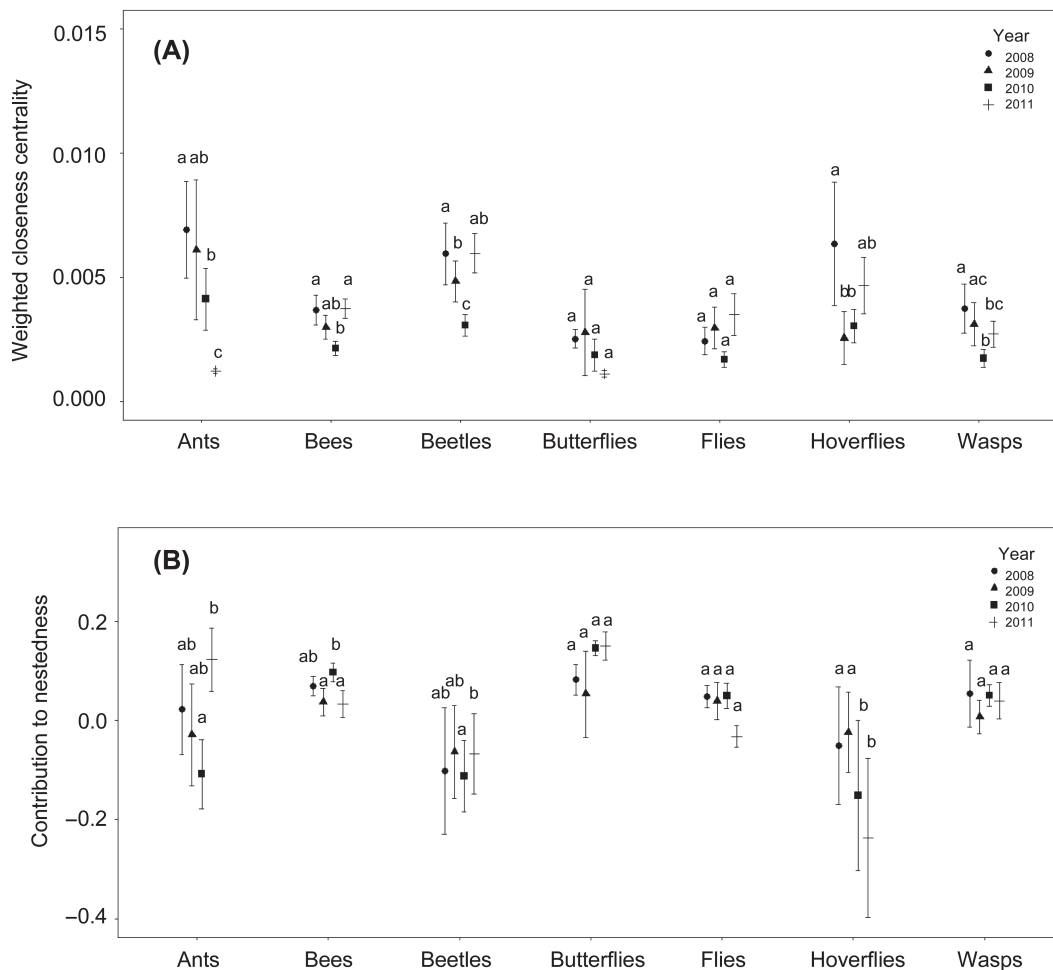 (A)
Weighted closeness centrality
0.015
0.010
0.005
0.000
Year
2008
2009
2010
2011
a ab b c
a ab b a
a b c ab
a a a a
a a a a
a b b ab
a ac b bc
Ants Bees Beetles Butterflies Flies Hoverflies Wasps
(B)
Contribution to nestedness
0.2
0.0
−0.2
−0.4
Year
2008
2009
2010
2011
ab ab a b
ab a b a
ab ab a b
a a a a
a a a a
a a b b
a a a a
Ants Bees Beetles Butterflies Flies Hoverflies Wasps